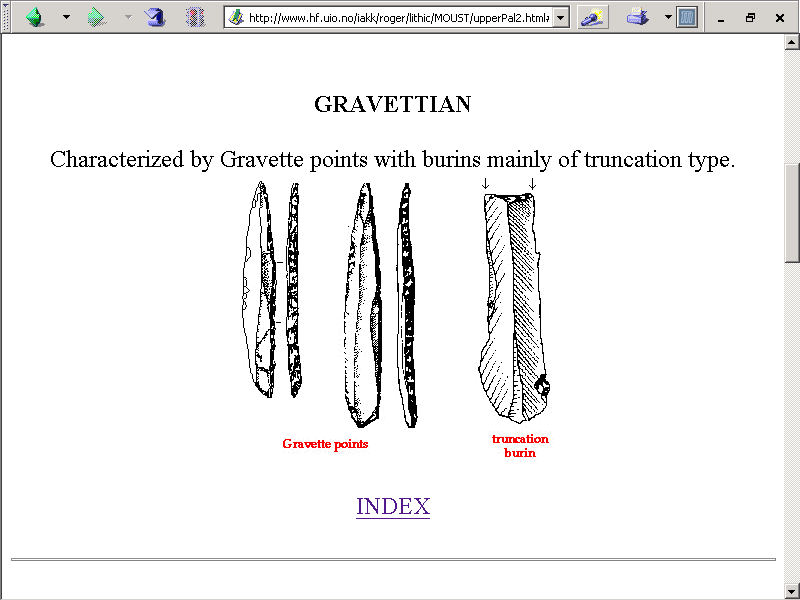 http://www.hf.uio.no/iakk/roger/lithic/MOUST/upperPal2.html#
GRAVETTIAN
Characterized by Gravette points with burins mainly of truncation type.
Gravette points
truncation
burin
INDEX